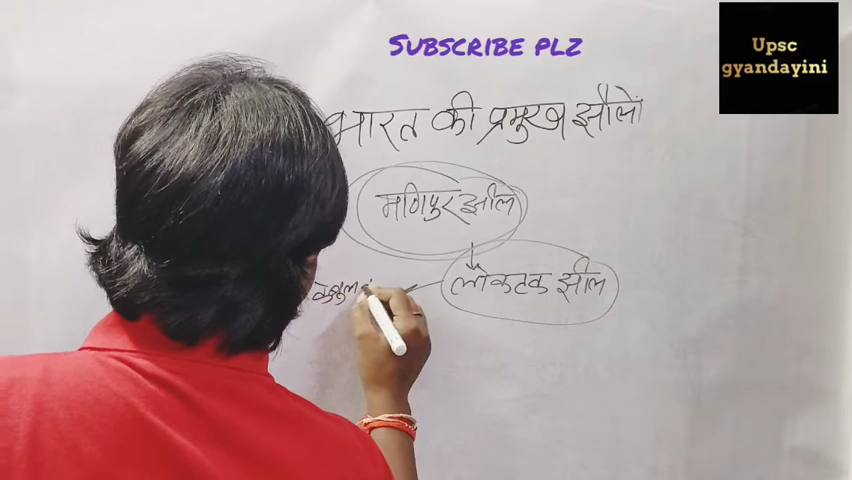 SUBSCRIBE PLZ
Upsc
gyandayini
भारत की प्रमुख झीलें
मणिपुर झील
लोकटक झील